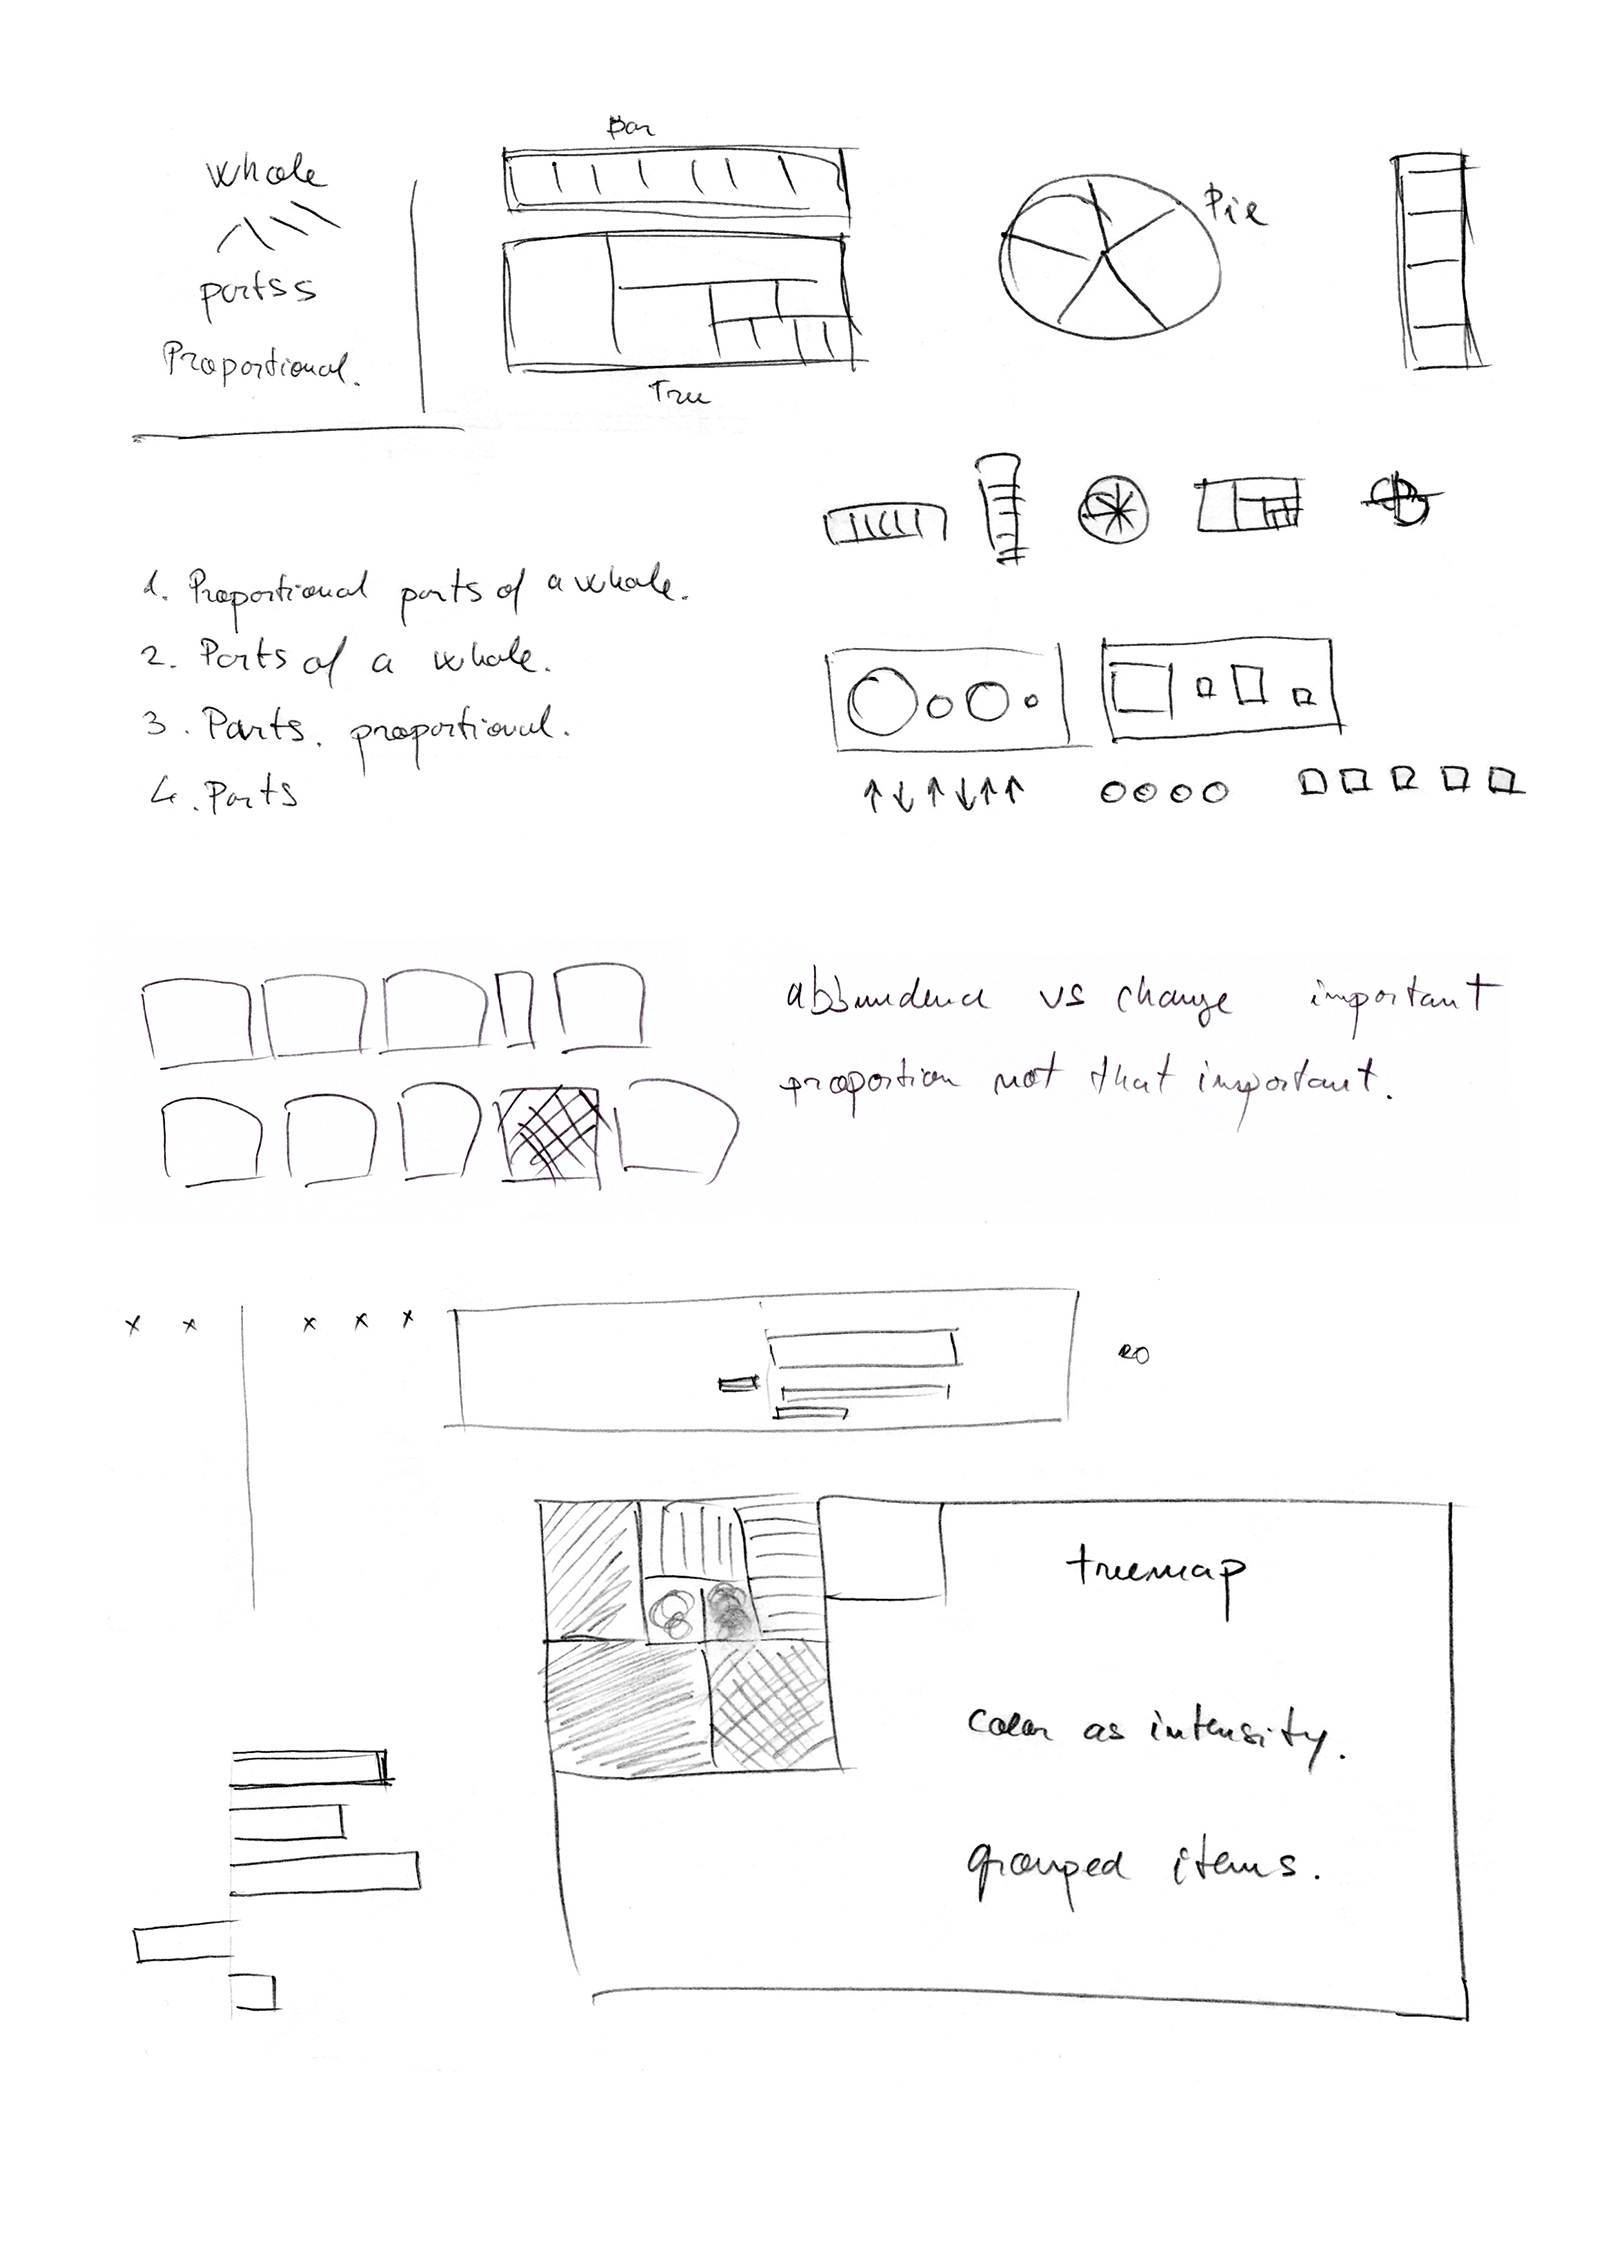 Bar
whole
Pie
partss
Proportional.
Tree
1. Proportional parts of a whole.
2. Parts of a whole.
3. Parts. proportional.
4. Parts
abbundence vs change important
proportion not that important.
x x x x x
treemap
color as intensity.
grouped items.